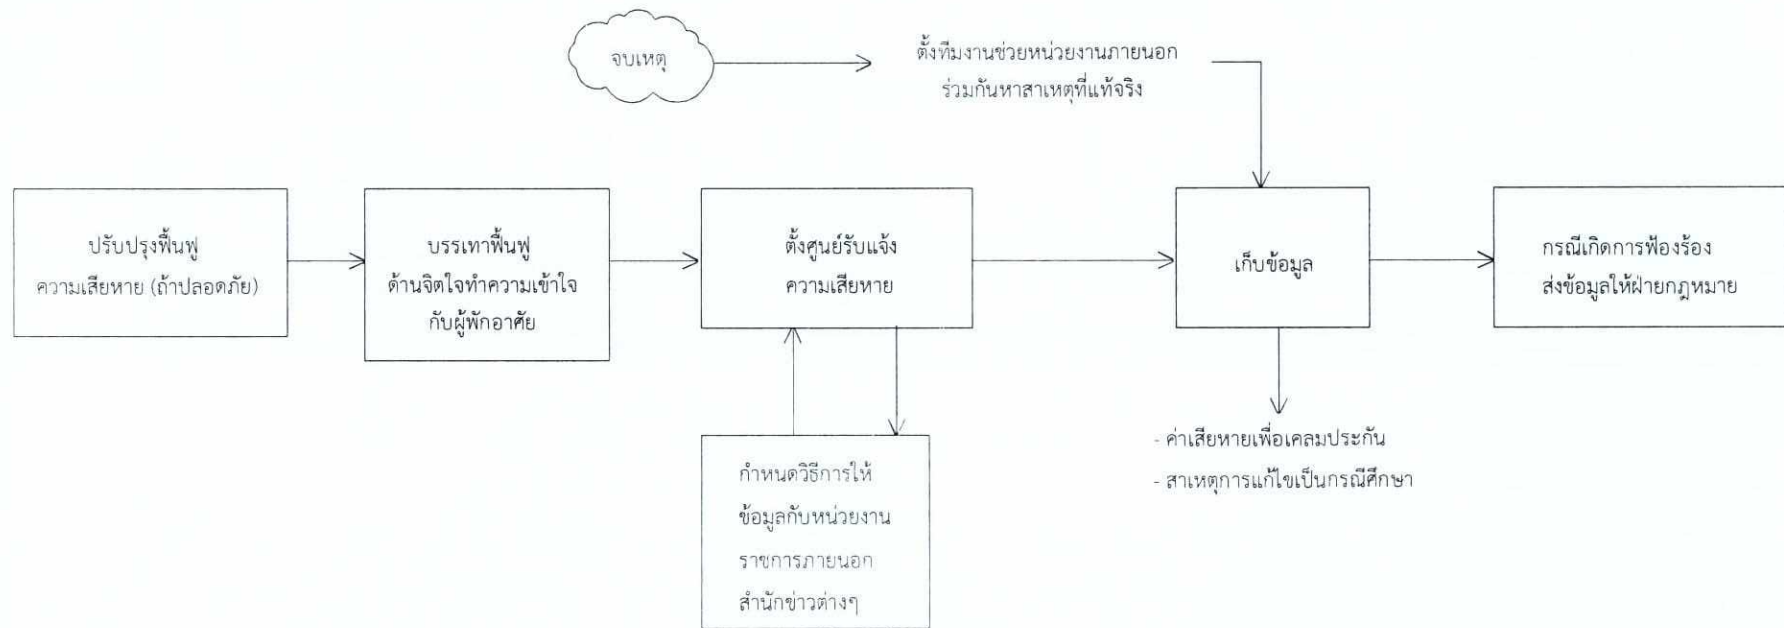 จบเหตุ
ตั้งทีมงานช่วยหน่วยงานภายนอก
ร่วมกันหาสาเหตุที่แท้จริง
ปรับปรุงฟื้นฟู
ความเสียหาย (ถ้าปลอดภัย)
บรรเทาฟื้นฟู
ด้านจิตใจทำความเข้าใจ
กับผู้พักอาศัย
ตั้งศูนย์รับแจ้ง
ความเสียหาย
เก็บข้อมูล
กรณีเกิดการฟ้องร้อง
ส่งข้อมูลให้ฝ่ายกฎหมาย
กำหนดวิธีการให้
ข้อมูลกับหน่วยงาน
ราชการภายนอก
สำนักข่าวต่างๆ
- ค่าเสียหายเพื่อเคลมประกัน
- สาเหตุการแก้ไขเป็นกรณีศึกษา